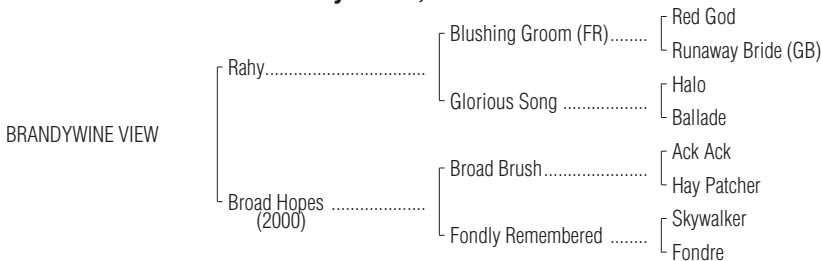 Red God
Blushing Groom (FR)........
Runaway Bride (GB)
Rahy.................................
Halo
Glorious Song ...................
Ballade
BRANDYWINE VIEW
Ack Ack
Broad Brush.......................
Hay Patcher
Broad Hopes ....................
(2000)
Skywalker
Fondly Remembered ........
Fondre